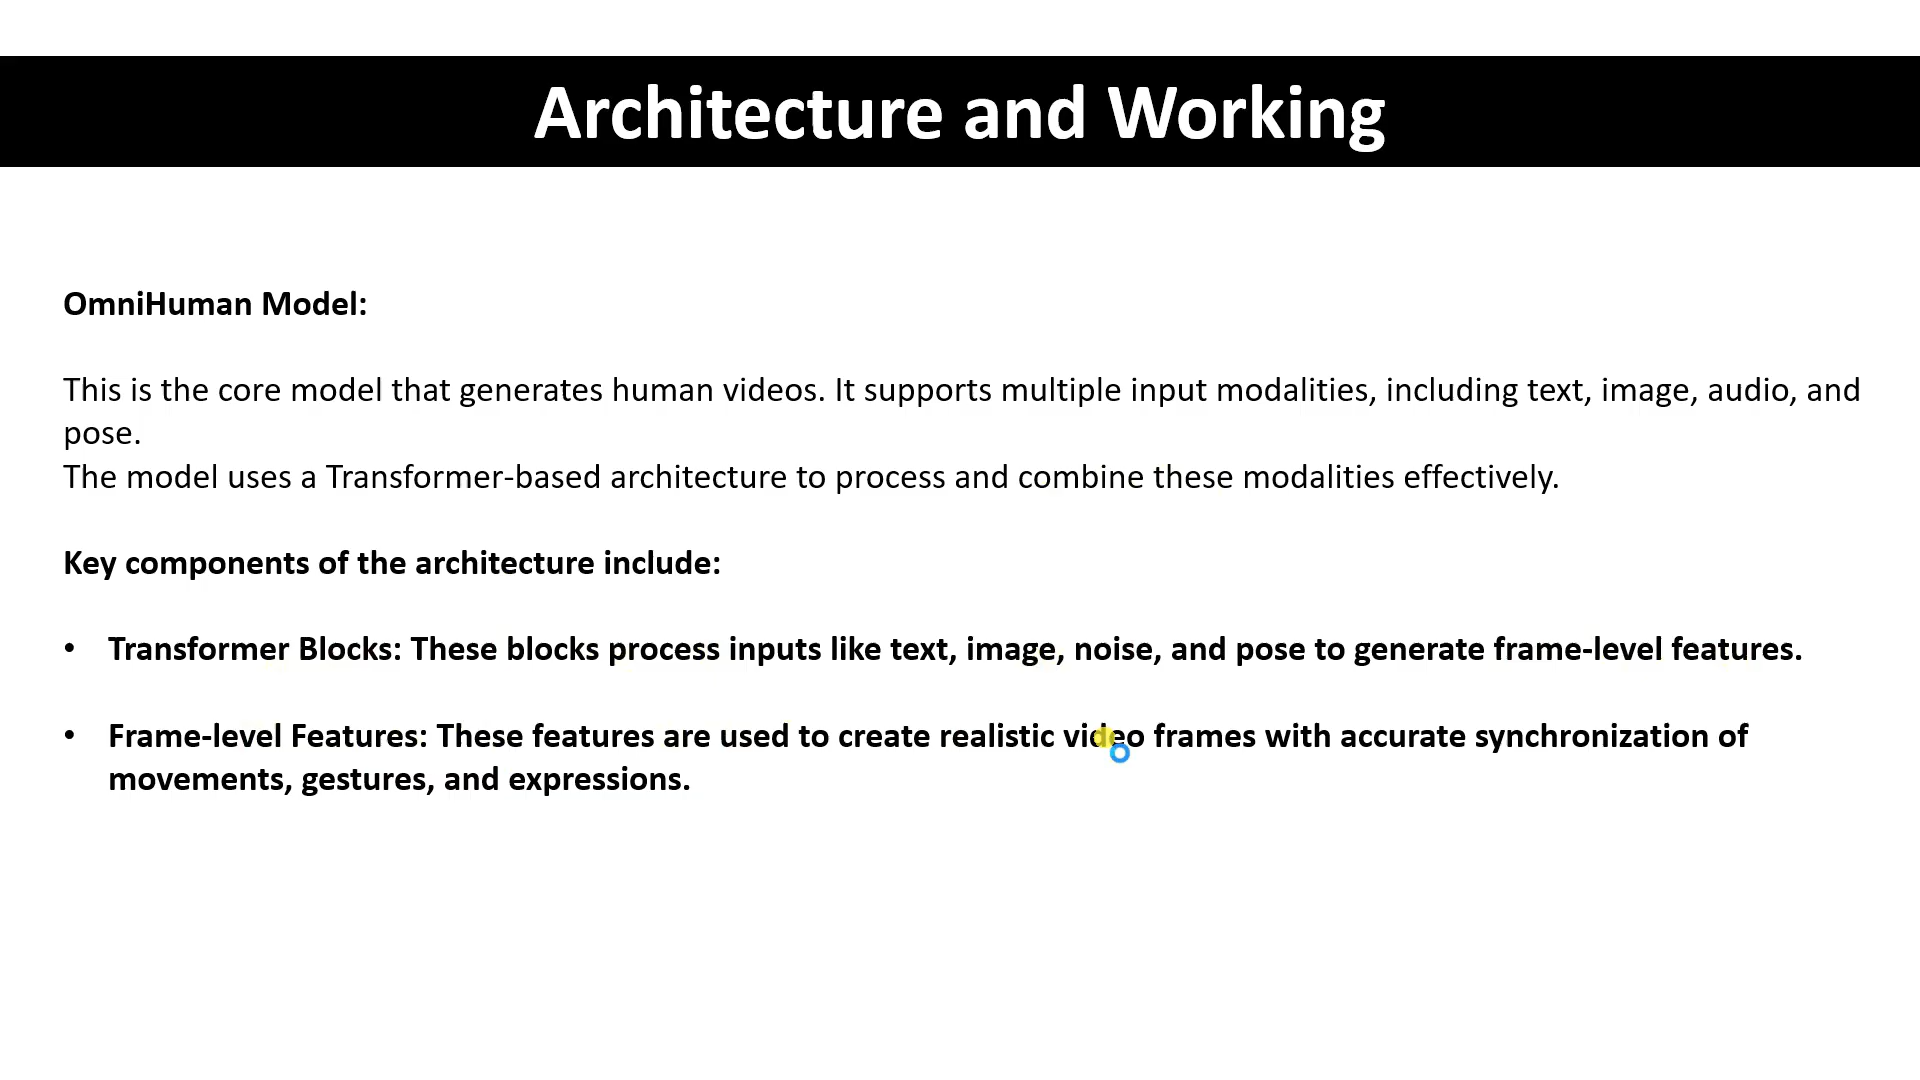 Architecture and Working
OmniHuman Model:
This is the core model that generates human videos. It supports multiple input modalities, including text, image, audio, and
pose.
The model uses a Transformer-based architecture to process and combine these modalities effectively.
Key components of the architecture include:
• Transformer Blocks: These blocks process inputs like text, image, noise, and pose to generate frame-level features.
• Frame-level Features: These features are used to create realistic video frames with accurate synchronization of
movements, gestures, and expressions.